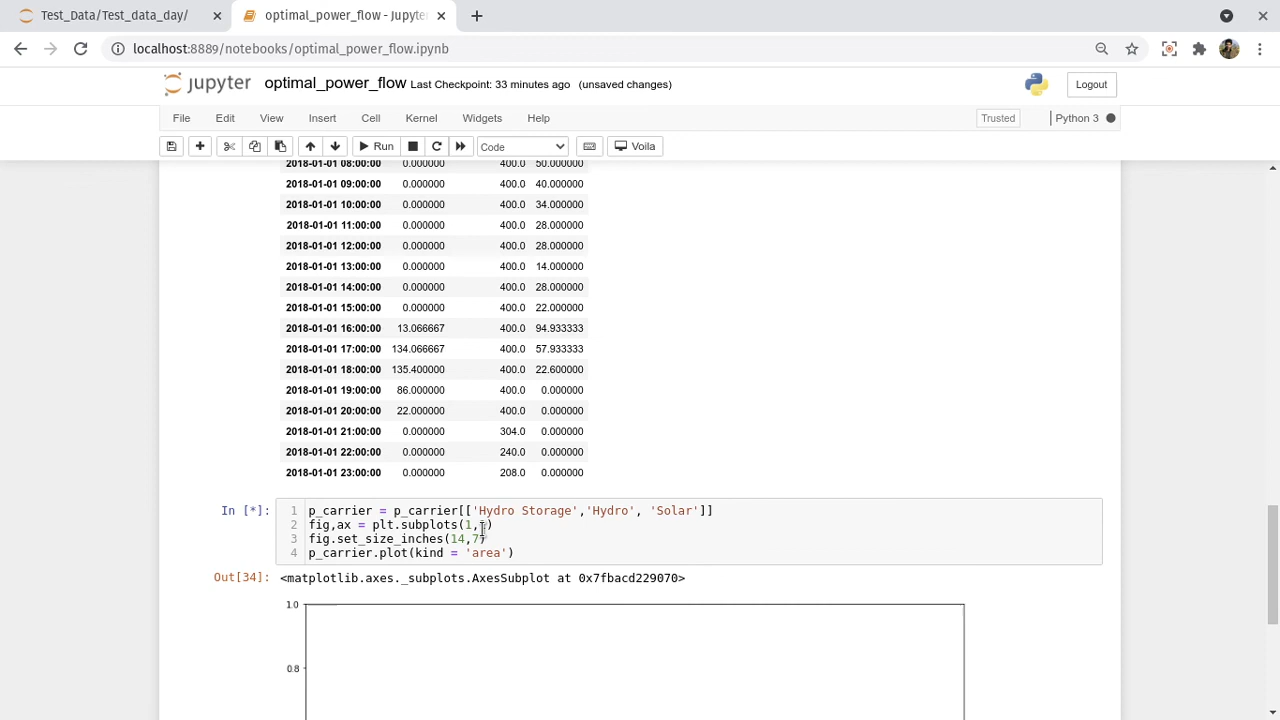 Test_Data/Test_data_day/
optimal_power_flow - Jupyte
localhost:8889/notebooks/optimal_power_flow.ipynb
jupyter optimal_power_flow Last Checkpoint: 33 minutes ago (unsaved changes) Logout
File Edit View Insert Cell Kernel Widgets Help Trusted Python 3
Run Code Voila
2018-01-01 08:00:00 0.000000 400.0 50.000000
2018-01-01 09:00:00 0.000000 400.0 40.000000
2018-01-01 10:00:00 0.000000 400.0 34.000000
2018-01-01 11:00:00 0.000000 400.0 28.000000
2018-01-01 12:00:00 0.000000 400.0 28.000000
2018-01-01 13:00:00 0.000000 400.0 14.000000
2018-01-01 14:00:00 0.000000 400.0 28.000000
2018-01-01 15:00:00 0.000000 400.0 22.000000
2018-01-01 16:00:00 13.066667 400.0 94.933333
2018-01-01 17:00:00 134.066667 400.0 57.933333
2018-01-01 18:00:00 135.400000 400.0 22.600000
2018-01-01 19:00:00 86.000000 400.0 0.000000
2018-01-01 20:00:00 22.000000 400.0 0.000000
2018-01-01 21:00:00 0.000000 304.0 0.000000
2018-01-01 22:00:00 0.000000 240.0 0.000000
2018-01-01 23:00:00 0.000000 208.0 0.000000
In [*]: 1 p_carrier = p_carrier[['Hydro Storage','Hydro', 'Solar']]
2 fig,ax = plt.subplots(1, )
3 fig.set_size_inches(14,7)
4 p_carrier.plot(kind = 'area')
Out[34]: <matplotlib.axes._subplots.AxesSubplot at 0x7fbacd229070>
1.0
0.8